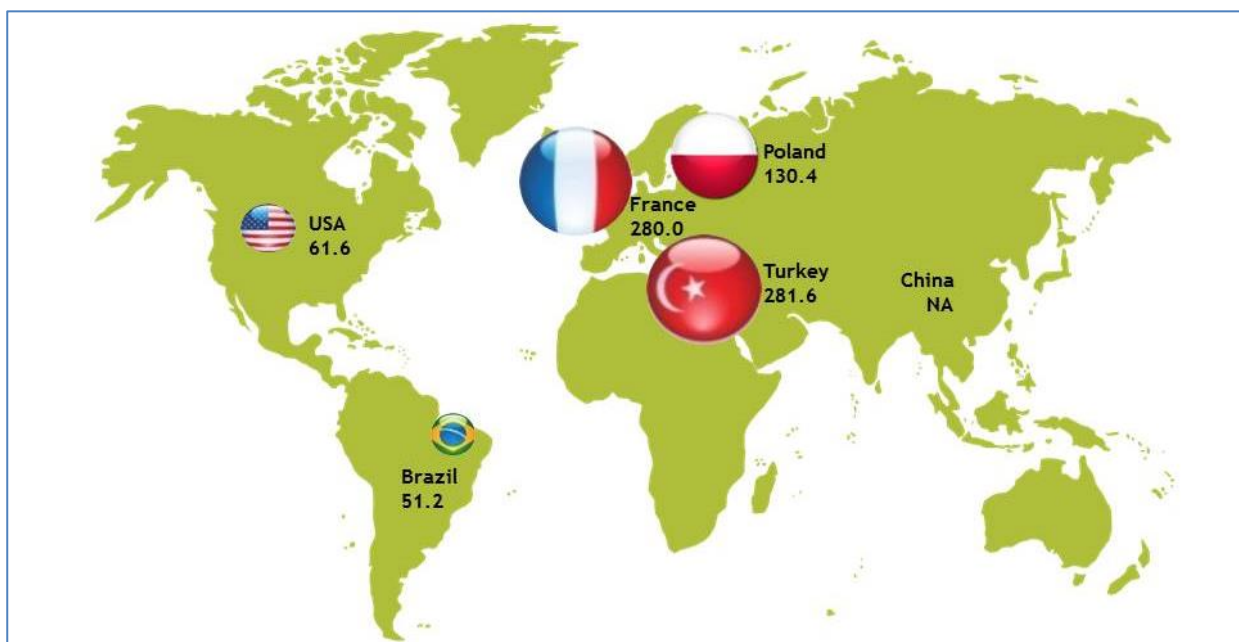 Poland
130.4
France
280.0
USA
61.6
Turkey
281.6
China
NA
Brazil
51.2